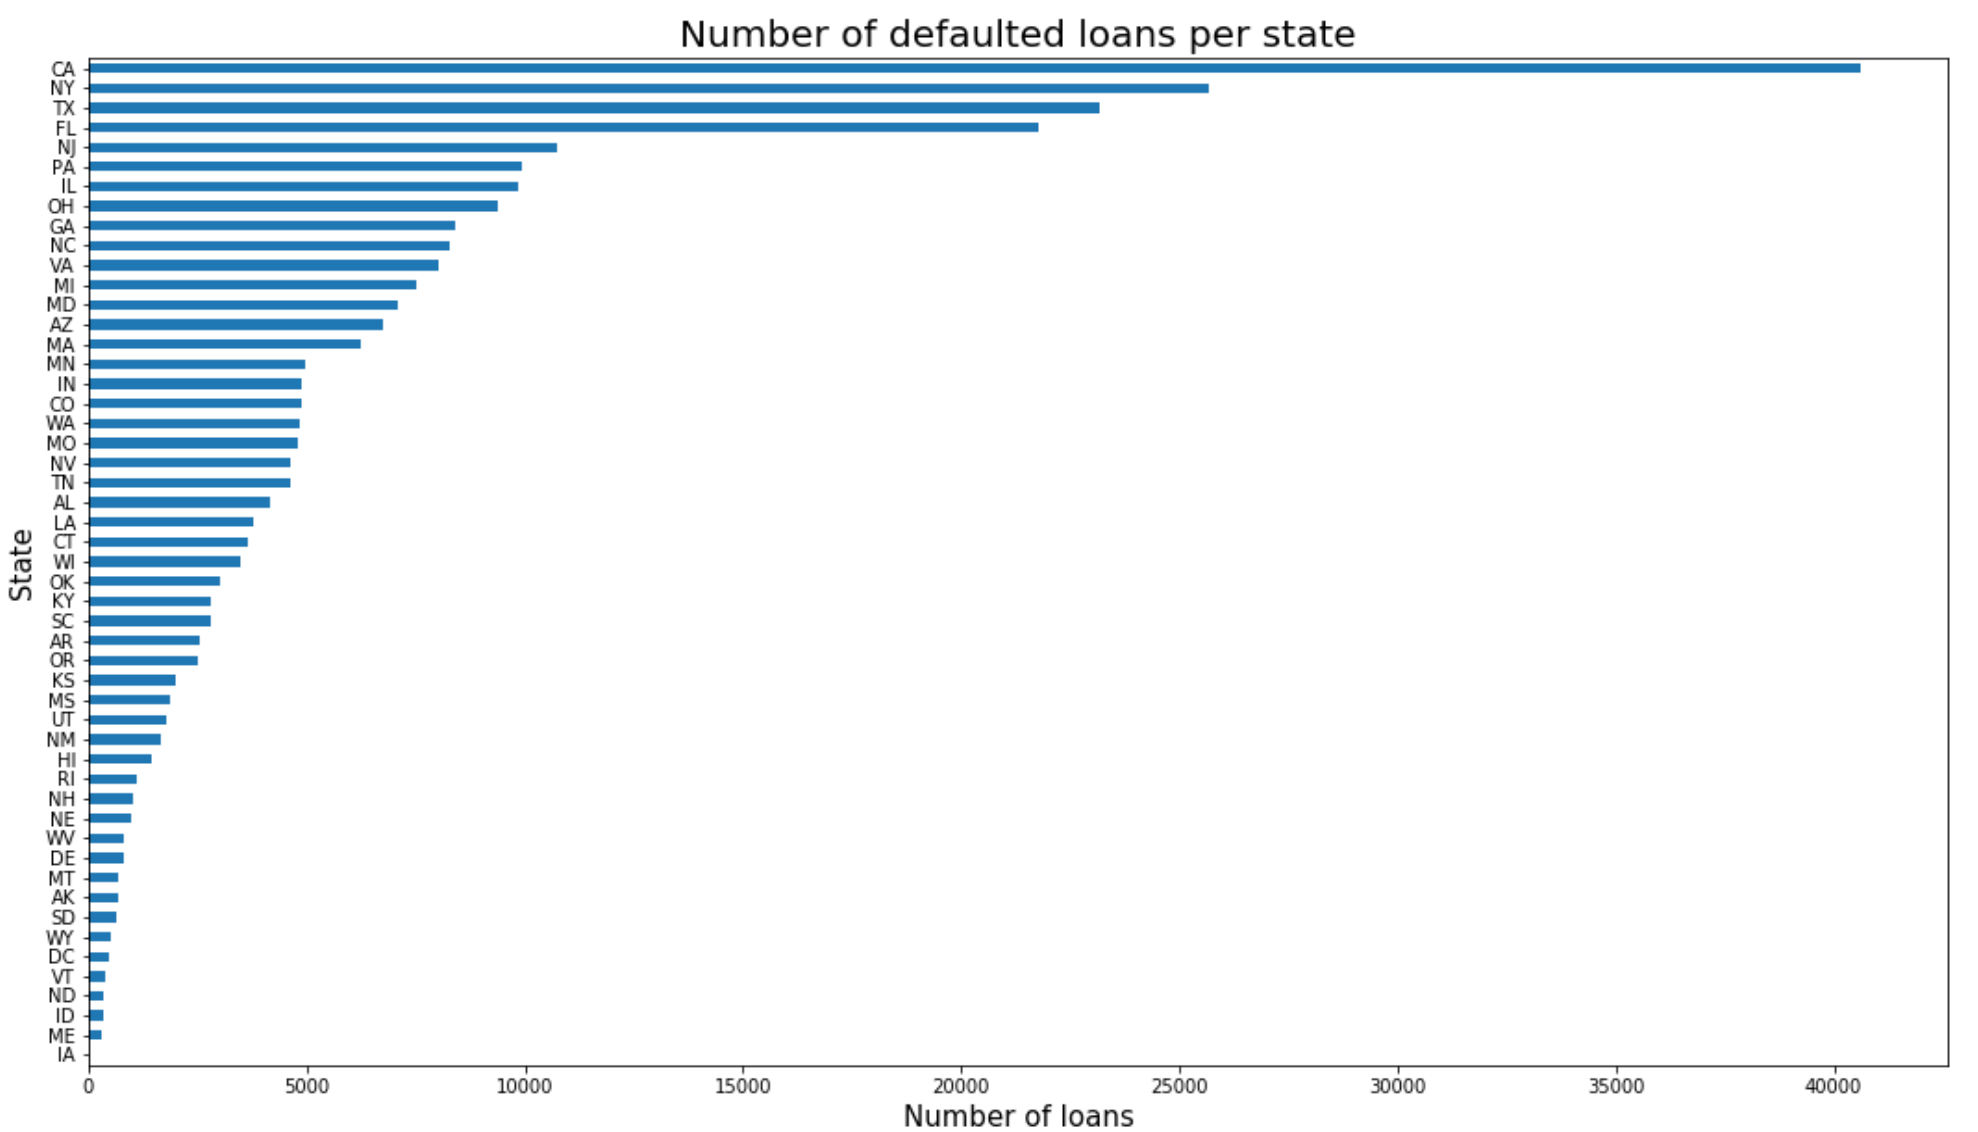 Number of defaulted loans per state
CA
NY
TX
FL
NJ
PA
IL
OH
GA
NC
VA
MI
MD
AZ
MA
MN
IN
CO
WA
MO
NV
TN
AL
LA
CT
WI
OK
KY
SC
AR
OR
KS
MS
UT
NM
HI
RI
NH
NE
WV
DE
MT
AK
SD
WY
DC
VT
ND
ID
ME
IA
State
0 5000 10000 15000 20000 25000 30000 35000 40000
Number of loans